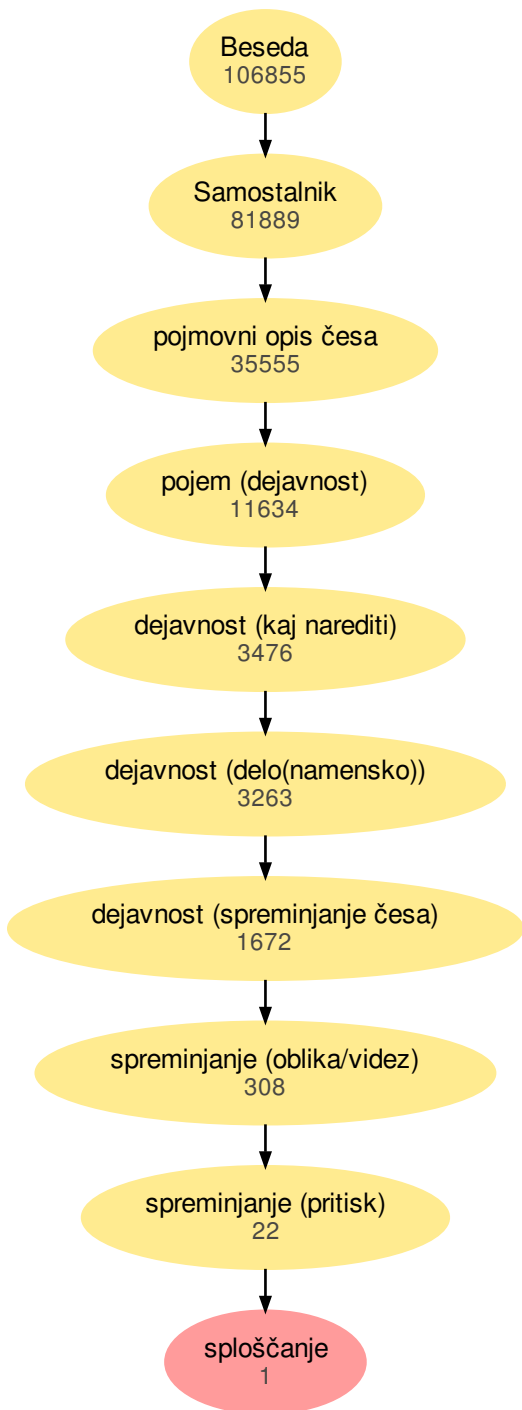 Beseda
106855
Samostalnik
81889
pojmovni opis česa
35555
pojem (dejavnost)
11634
dejavnost (kaj narediti)
3476
dejavnost (delo(namensko))
3263
dejavnost (spreminjanje česa)
1672
spreminjanje (oblika/videz)
308
spreminjanje (pritisk)
22
sploščanje
1